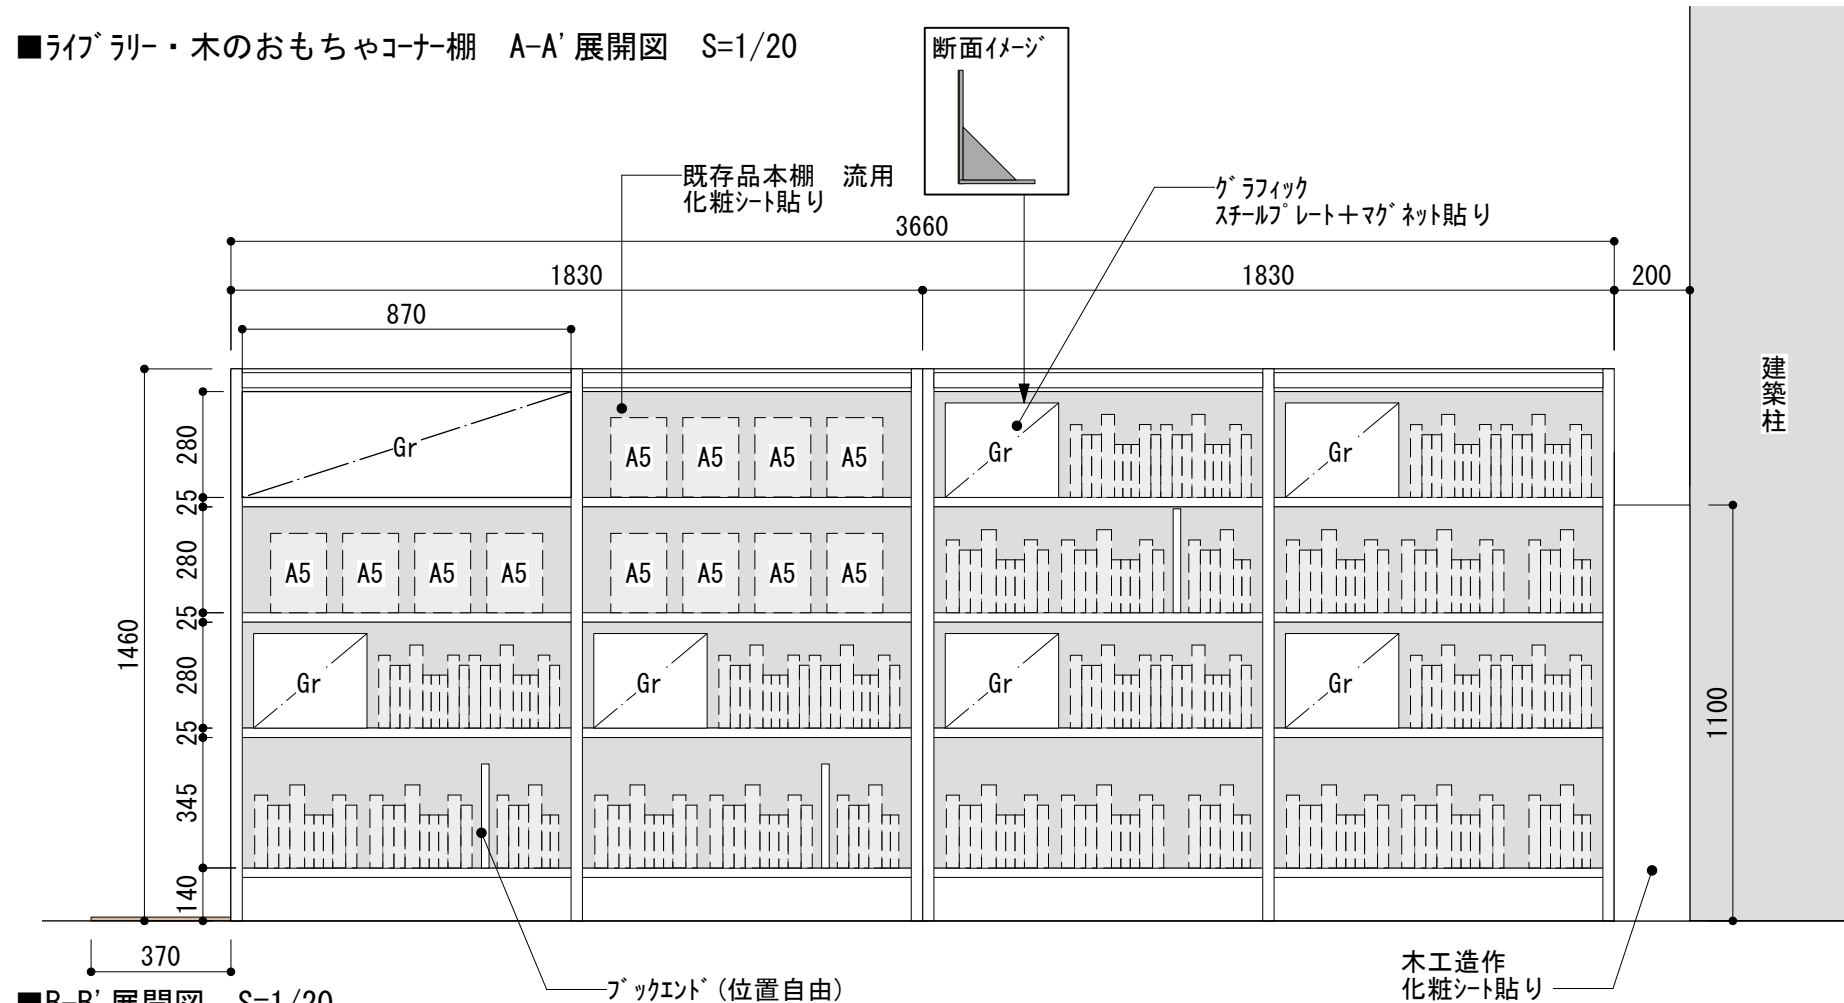 ■ﾗｲﾌﾞﾗﾘｰ・木のおもちゃｺｰﾅｰ棚　A-A’展開図　S=1/20
断面ｲﾒｰｼﾞ
既存品本棚　流用
化粧ｼｰﾄ貼り
ｸﾞﾗﾌｨｯｸ
ｽﾁｰﾙﾌﾟﾚｰﾄ＋ﾏｸﾞﾈｯﾄ貼り
3660
1830
1830
200
870
建築柱
280
Gr
A5 A5 A5 A5
Gr
Gr
25
280
A5 A5 A5 A5
A5 A5 A5 A5
25
1460
280
Gr
Gr
Gr
Gr
1100
25
345
140
370
木工造作
化粧ｼｰﾄ貼り
ﾌﾞｯｸｴﾝﾄﾞ(位置自由)
■B-B’展開図　S=1/20